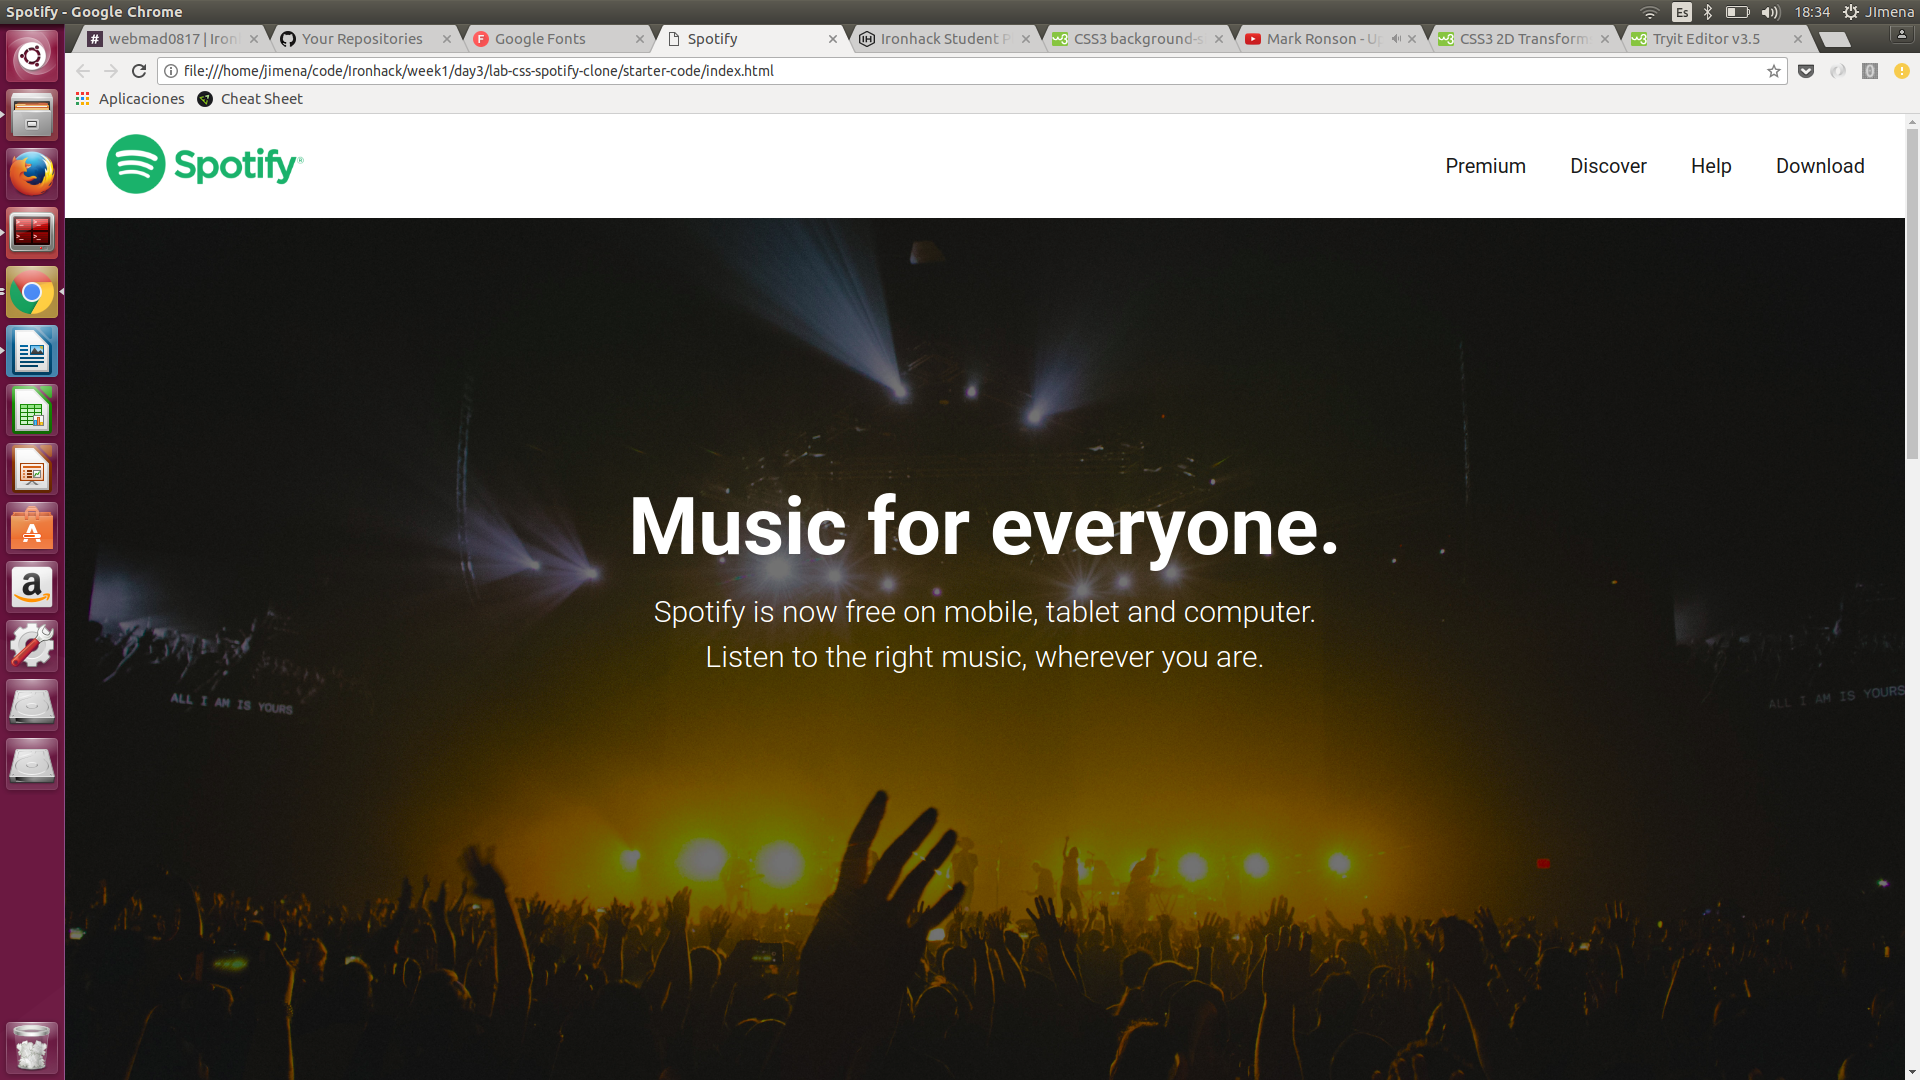 Spotify - Google Chrome
Es
18:34
JImena
webmad0817 | Iron
Your Repositories
Google Fonts
Spotify
Ironhack Student P
CSS3 background-s
Mark Ronson - Up
CSS3 2D Transform
Tryit Editor v3.5
file:///home/jimena/code/Ironhack/week1/day3/lab-css-spotify-clone/starter-code/index.html
Aplicaciones
Cheat Sheet
Spotify®
Premium
Discover
Help
Download
Music for everyone.
Spotify is now free on mobile, tablet and computer.
Listen to the right music, wherever you are.
ALL I AM IS YOURS
ALL I AM IS YOURS